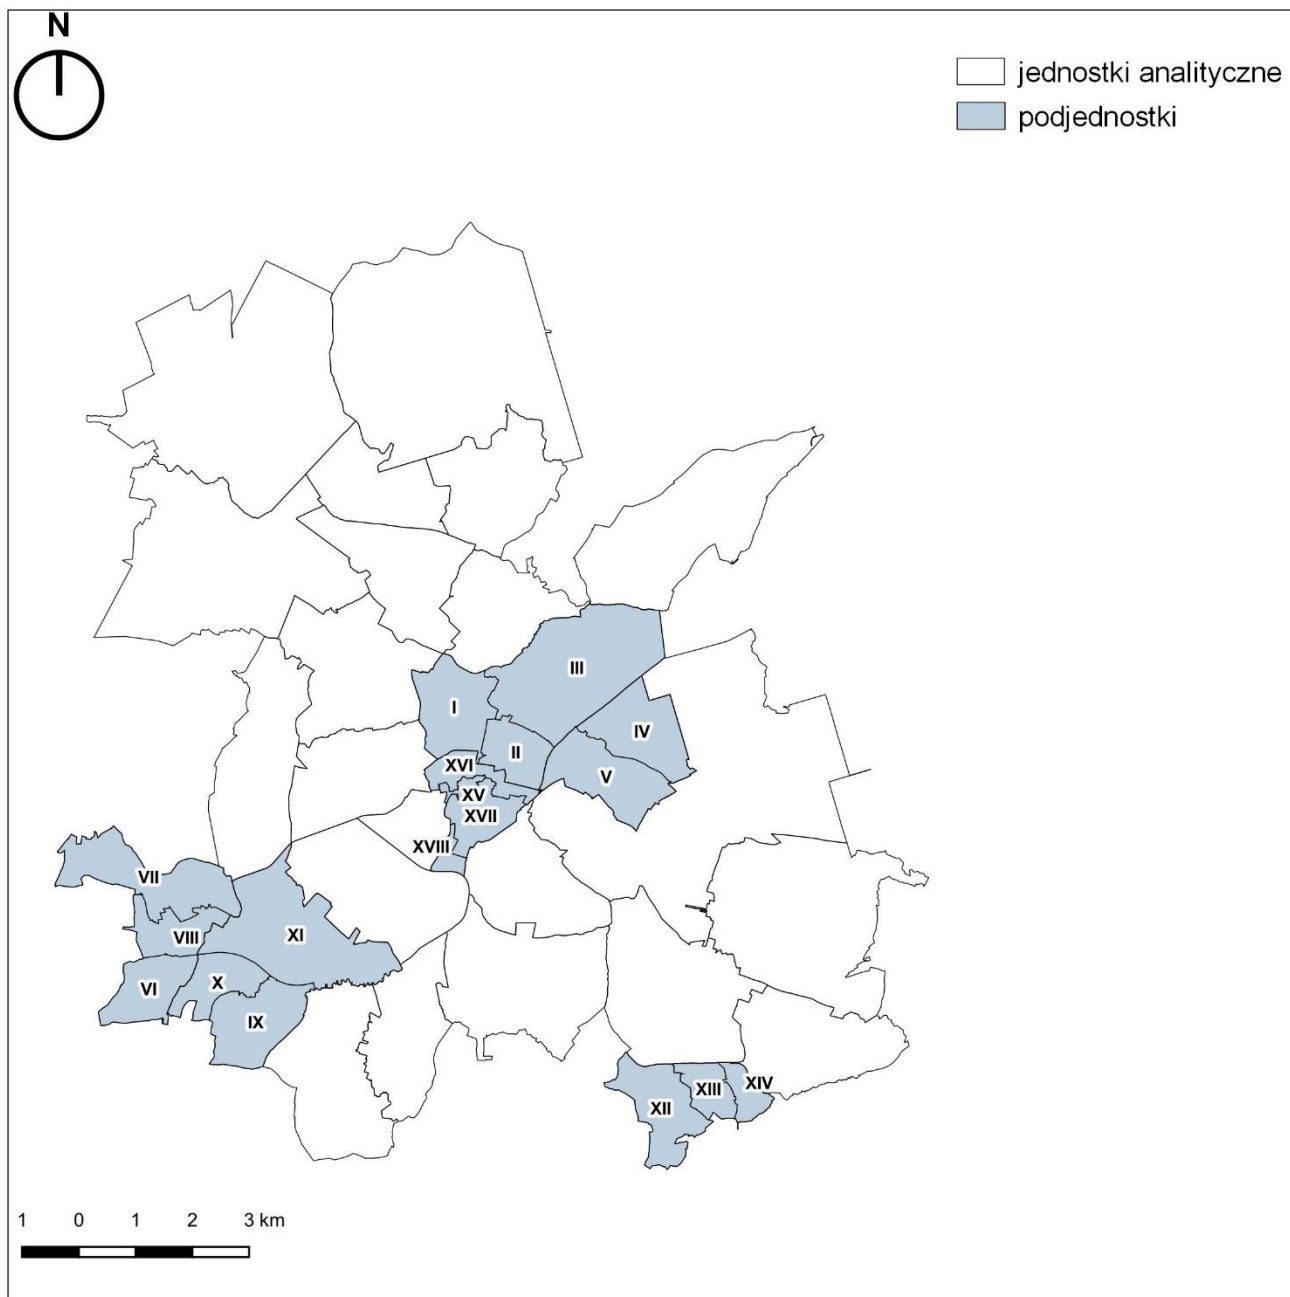 N
jednostki analityczne
podjednostki
III
I
IV
II
XVI
V
XV
XVII
XVIII
VII
VIII
XI
X
VI
IX
XIV
XIII
XII
1 0 1 2 3 km